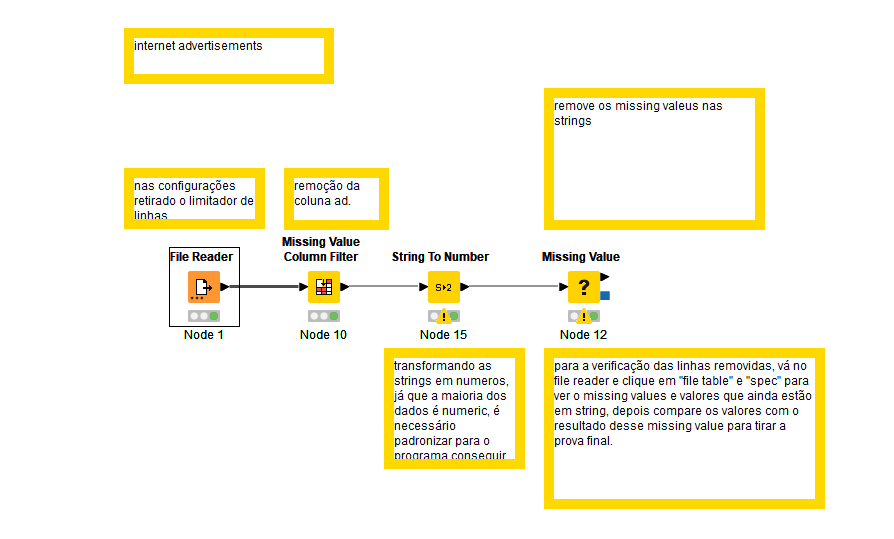 internet advertisements
remove os missing valeus nas
strings
nas configurações
retirado o limitador de
linhas
remoção da
coluna ad.
File Reader
Missing Value
Column Filter
String To Number
Missing Value
S▸2
?
Node 1
Node 10
Node 15
Node 12
transformando as
strings em numeros,
já que a maioria dos
dados é numeric, é
necessário
padronizar para o
programa conseguir
para a verificação das linhas removidas, vá no
file reader e clique em "file table" e "spec" para
ver o missing values e valores que ainda estão
em string, depois compare os valores com o
resultado desse missing value para tirar a
prova final.